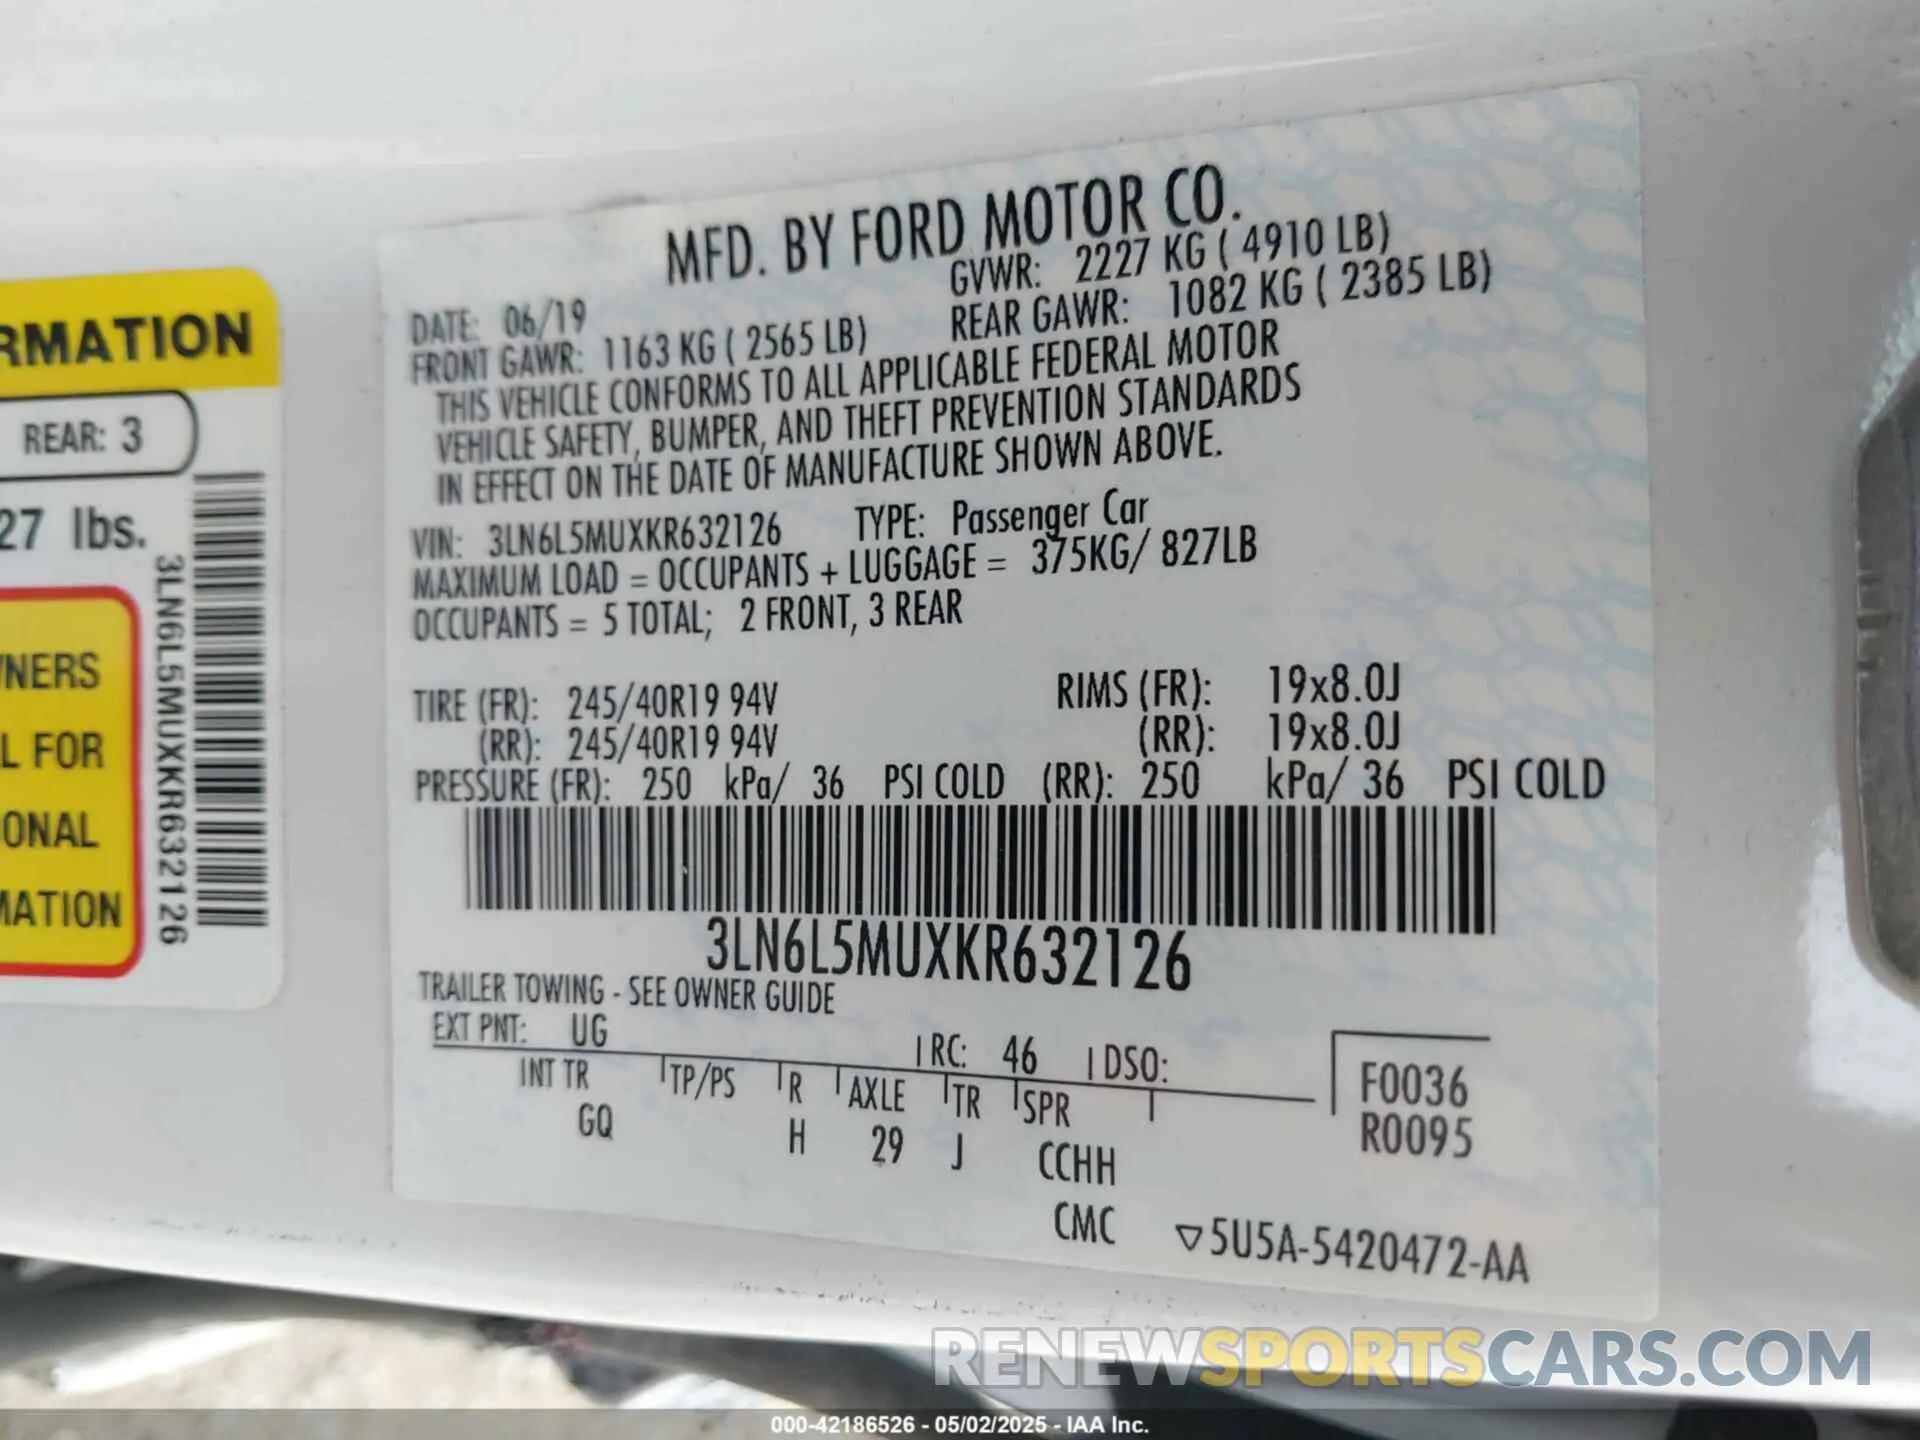 RMATION
REAR: 3
27 lbs.
NERS
L FOR
ONAL
MATION
3LN6L5MUXKR632126
MFD. BY FORD MOTOR CO.
DATE: 06/19 GVWR: 2227 KG ( 4910 LB)
FRONT GAWR: 1163 KG ( 2565 LB) REAR GAWR: 1082 KG ( 2385 LB)
THIS VEHICLE CONFORMS TO ALL APPLICABLE FEDERAL MOTOR
VEHICLE SAFETY, BUMPER, AND THEFT PREVENTION STANDARDS
IN EFFECT ON THE DATE OF MANUFACTURE SHOWN ABOVE.
VIN: 3LN6L5MUXKR632126 TYPE: Passenger Car
MAXIMUM LOAD = OCCUPANTS + LUGGAGE = 375KG/ 827LB
OCCUPANTS = 5 TOTAL; 2 FRONT, 3 REAR
TIRE (FR): 245/40R19 94V RIMS (FR): 19x8.0J
(RR): 245/40R19 94V (RR): 19x8.0J
PRESSURE (FR): 250 kPa/ 36 PSI COLD (RR): 250 kPa/ 36 PSI COLD
3LN6L5MUXKR632126
TRAILER TOWING - SEE OWNER GUIDE
EXT PNT: UG RC: 46 DSO:
INT TR TP/PS R AXLE TR SPR
GQ H 29 J CCHH
CMC
F0036
R0095
▽5U5A-5420472-AA
RENEWSPORTSCARS.COM
000-42186526 - 05/02/2025 - IAA Inc.